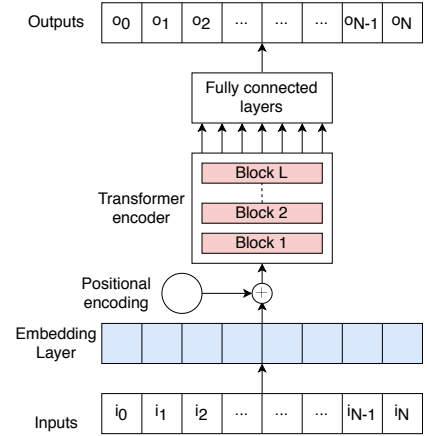 Outputs o0 o1 o2 ... ... ... oN-1 oN
Fully connected
layers
Transformer
encoder
Block L
Block 2
Block 1
Positional
encoding
+
Embedding
Layer
Inputs i0 i1 i2 ... ... ... iN-1 iN